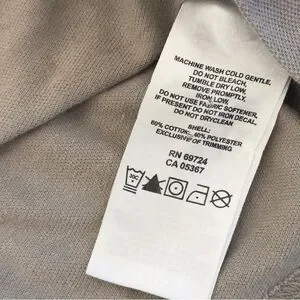 MACHINE WASH COLD GENTLE.
DO NOT BLEACH.
TUMBLE DRY LOW.
REMOVE PROMPTLY.
IRON LOW.
DO NOT USE FABRIC SOFTENER.
IF PRESENT DO NOT IRON DECAL.
DO NOT DRYCLEAN
SHELL:
60% COTTON, 40% POLYESTER
EXCLUSIVE OF TRIMMING
RN 69724
CA 05367
30C